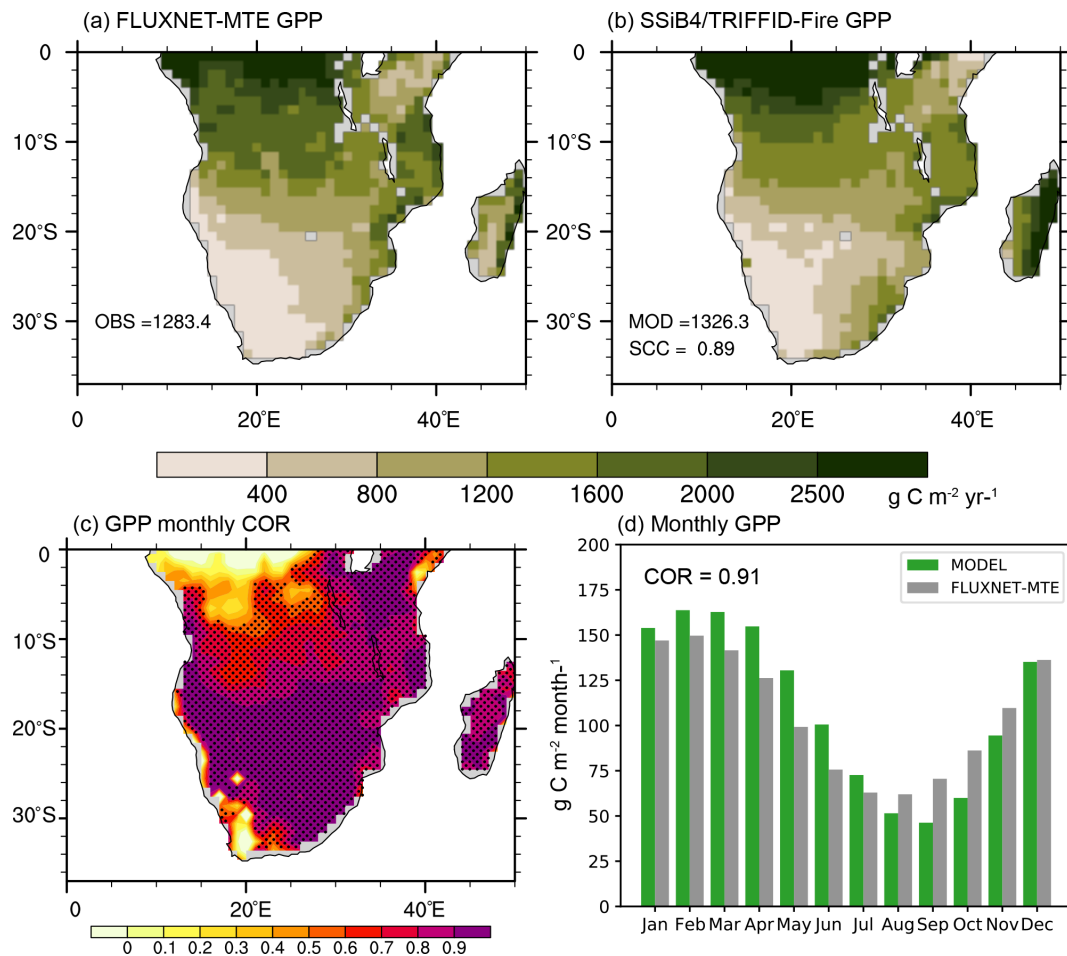 (a) FLUXNET-MTE GPP
(b) SSiB4/TRIFFID-Fire GPP
0
10°S
20°S
30°S
OBS =1283.4
0
20°E
40°E
0
10°S
20°S
30°S
MOD =1326.3
SCC = 0.89
0
20°E
40°E
400 800 1200 1600 2000 2500 g C m-2 yr-1
(c) GPP monthly COR
0
10°S
20°S
30°S
0
20°E
40°E
0 0.1 0.2 0.3 0.4 0.5 0.6 0.7 0.8 0.9
(d) Monthly GPP
COR = 0.91
MODEL
FLUXNET-MTE
g C m-2 month-1
200
175
150
125
100
75
50
25
0
Jan Feb Mar Apr May Jun Jul Aug Sep Oct Nov Dec